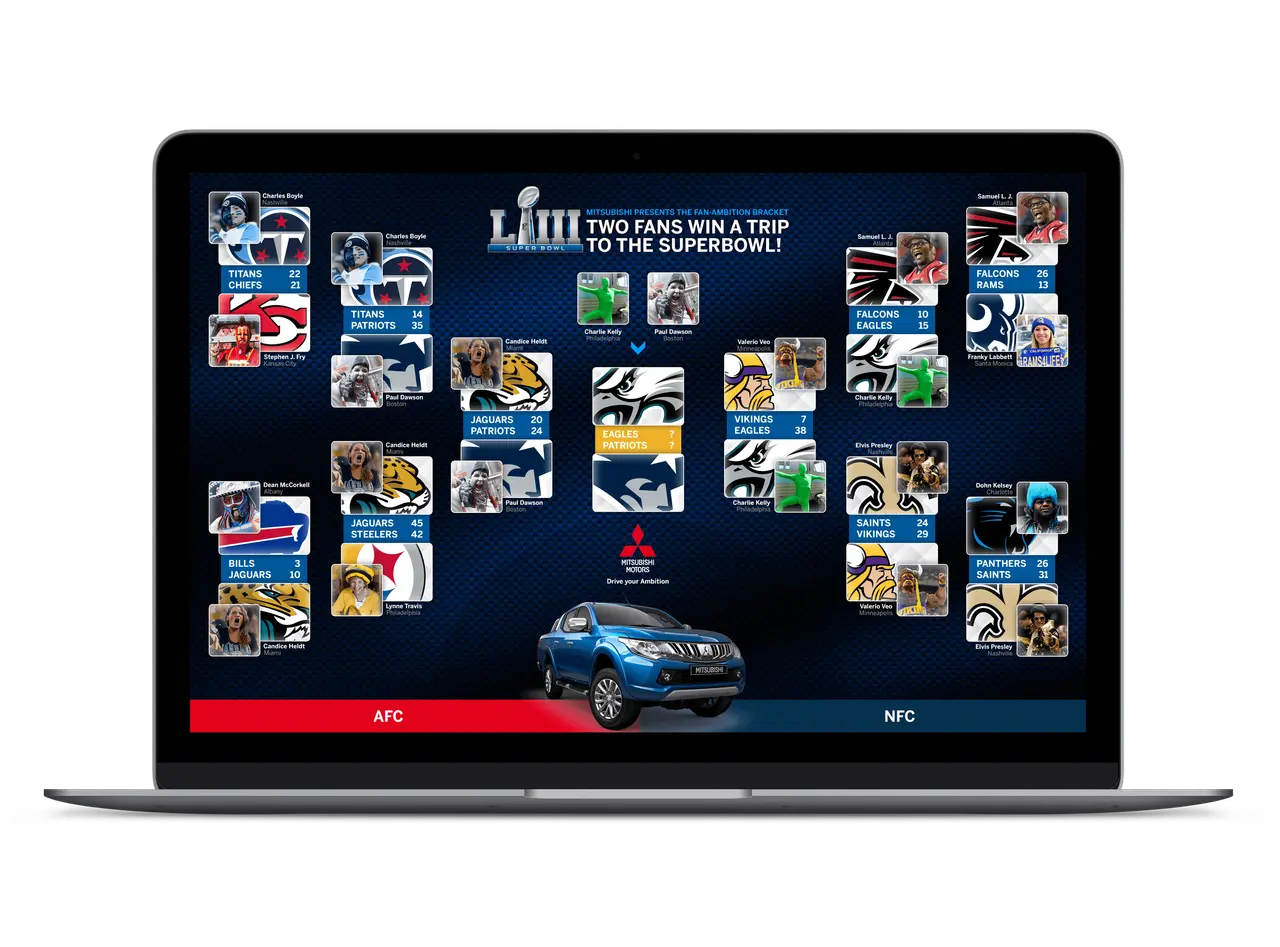 LIII
SUPER BOWL
MITSUBISHI PRESENTS THE FAN-AMBITION BRACKET
TWO FANS WIN A TRIP
TO THE SUPERBOWL!
Charles Boyle
Nashville
TITANS 22
CHIEFS 21
Stephen J. Fry
Kansas City
Dean McCorkell
Albany
BILLS 3
JAGUARS 10
Candice Heldt
Miami
Charles Boyle
Nashville
TITANS 14
PATRIOTS 35
Paul Dawson
Boston
Candice Heldt
Miami
JAGUARS 45
STEELERS 42
Lynne Travis
Philadelphia
Candice Heldt
Miami
JAGUARS 20
PATRIOTS 24
Paul Dawson
Boston
Charlie Kelly
Philadelphia
Paul Dawson
Boston
EAGLES ?
PATRIOTS ?
MITSUBISHI
MOTORS
Drive your Ambition
MITSUBISHI
Valerio Veo
Minneapolis
VIKINGS 7
EAGLES 38
Charlie Kelly
Philadelphia
Samuel L. J.
Atlanta
FALCONS 10
EAGLES 15
Charlie Kelly
Philadelphia
Elvis Presley
Nashville
SAINTS 24
VIKINGS 29
Valerio Veo
Minneapolis
Samuel L. J.
Atlanta
FALCONS 26
RAMS 13
Franky Labbett
Santa Monica
CALIFORNIA
RAMS4LIFEY
Dohn Kelsey
Charlotte
PANTHERS 26
SAINTS 31
Elvis Presley
Nashville
AFC
NFC